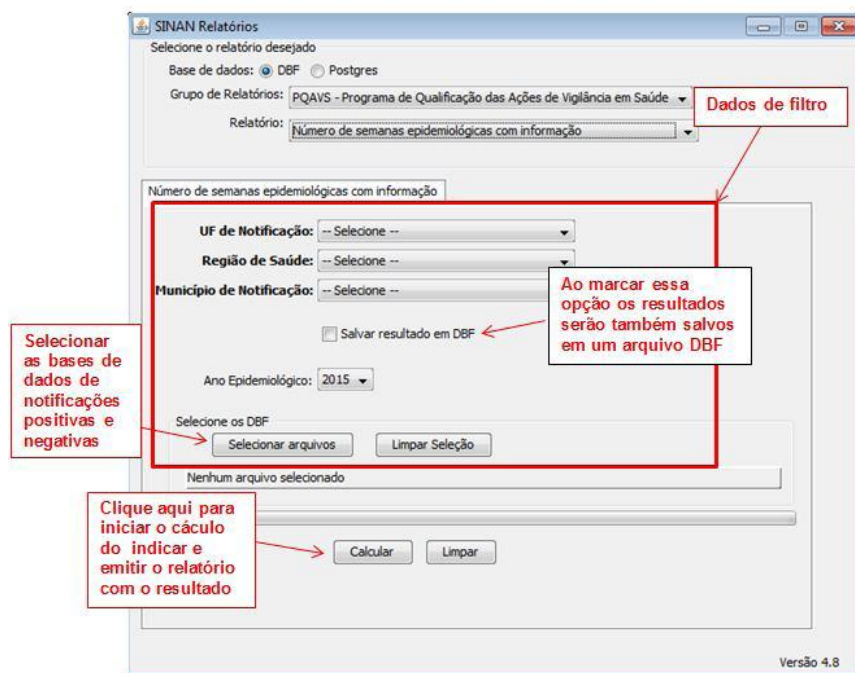 SINAN Relatórios
Selecione o relatório desejado
Base de dados: DBF Postgres
Grupo de Relatórios: PQAVS - Programa de Qualificação das Ações de Vigilância em Saúde
Dados de filtro
Relatório: Número de semanas epidemiológicas com informação
Número de semanas epidemiológicas com informação
UF de Notificação: -- Selecione --
Região de Saúde: -- Selecione --
Município de Notificação: -- Selecione --
Ao marcar essa
opção os resultados
serão também salvos
em um arquivo DBF
Salvar resultado em DBF
Selecionar
as bases de
dados de
notificações
positivas e
negativas
Ano Epidemiológico: 2015
Selecione os DBF
Selecionar arquivos Limpar Seleção
Nenhum arquivo selecionado
Clique aqui para
iniciar o cáculo
do indicar e
emitir o relatório
com o resultado
Calcular Limpar
Versão 4.8